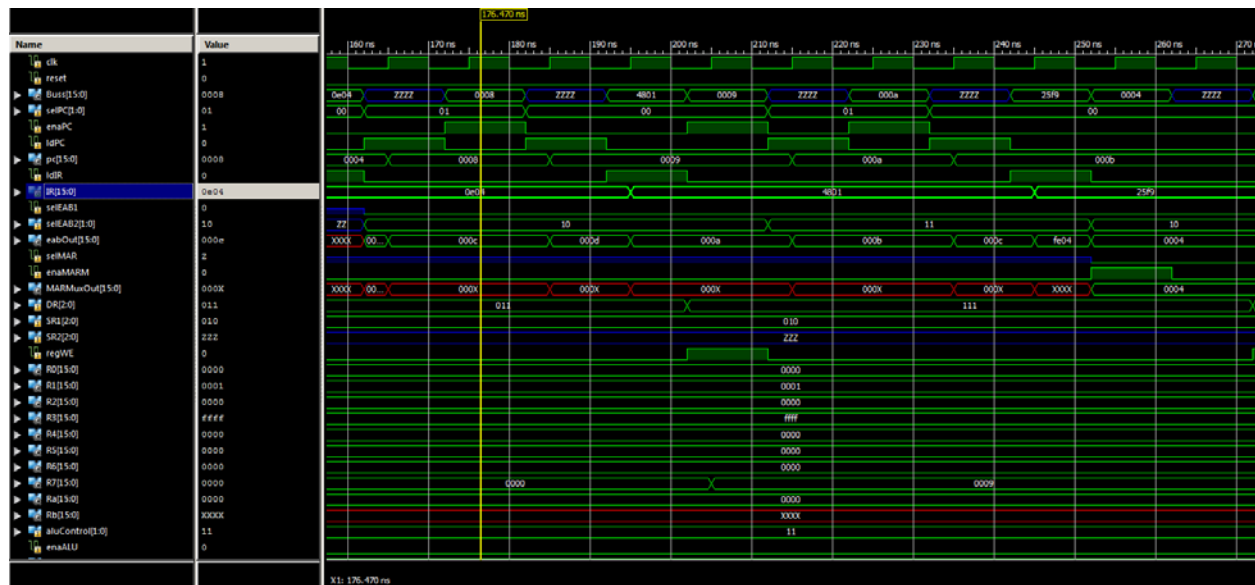 176.470 ns
Name Value 160 ns 170 ns 180 ns 190 ns 200 ns 210 ns 220 ns 230 ns 240 ns 250 ns 260 ns 270
clk 1
reset 0
Buss[15:0] 0008 0e04 ZZZZ 0008 ZZZZ 4801 0009 ZZZZ 000a ZZZZ 25f9 0004 ZZZZ
selPC[1:0] 01 00 01 00 01 00
enaPC 1
ldPC 0
pc[15:0] 0008 0004 0008 0009 000a 000b
ldIR 0
IR[15:0] 0e04 0e04 4801 25f9
selEAB1 0
selEAB2[1:0] 10 ZZ 10 11 10
eabOut[15:0] 000c XXXX 00... 000c 000d 000a 000b 000c fe04 0004
selMAR Z
enaMARM 0
MARMuxOut[15:0] 000X XXXX 00... 000X 000X 000X 000X 000X XXXX 0004
DR[2:0] 011 011 111
SR1[2:0] 010 010
SR2[2:0] ZZZ ZZZ
regWE 0
R0[15:0] 0000 0000
R1[15:0] 0001 0001
R2[15:0] 0000 0000
R3[15:0] ffff ffff
R4[15:0] 0000 0000
R5[15:0] 0000 0000
R6[15:0] 0000 0000
R7[15:0] 0000 0000 0009
Ra[15:0] 0000 0000
Rb[15:0] XXXX XXXX
aluControl[1:0] 11 11
enaALU 0
X1: 176.470 ns